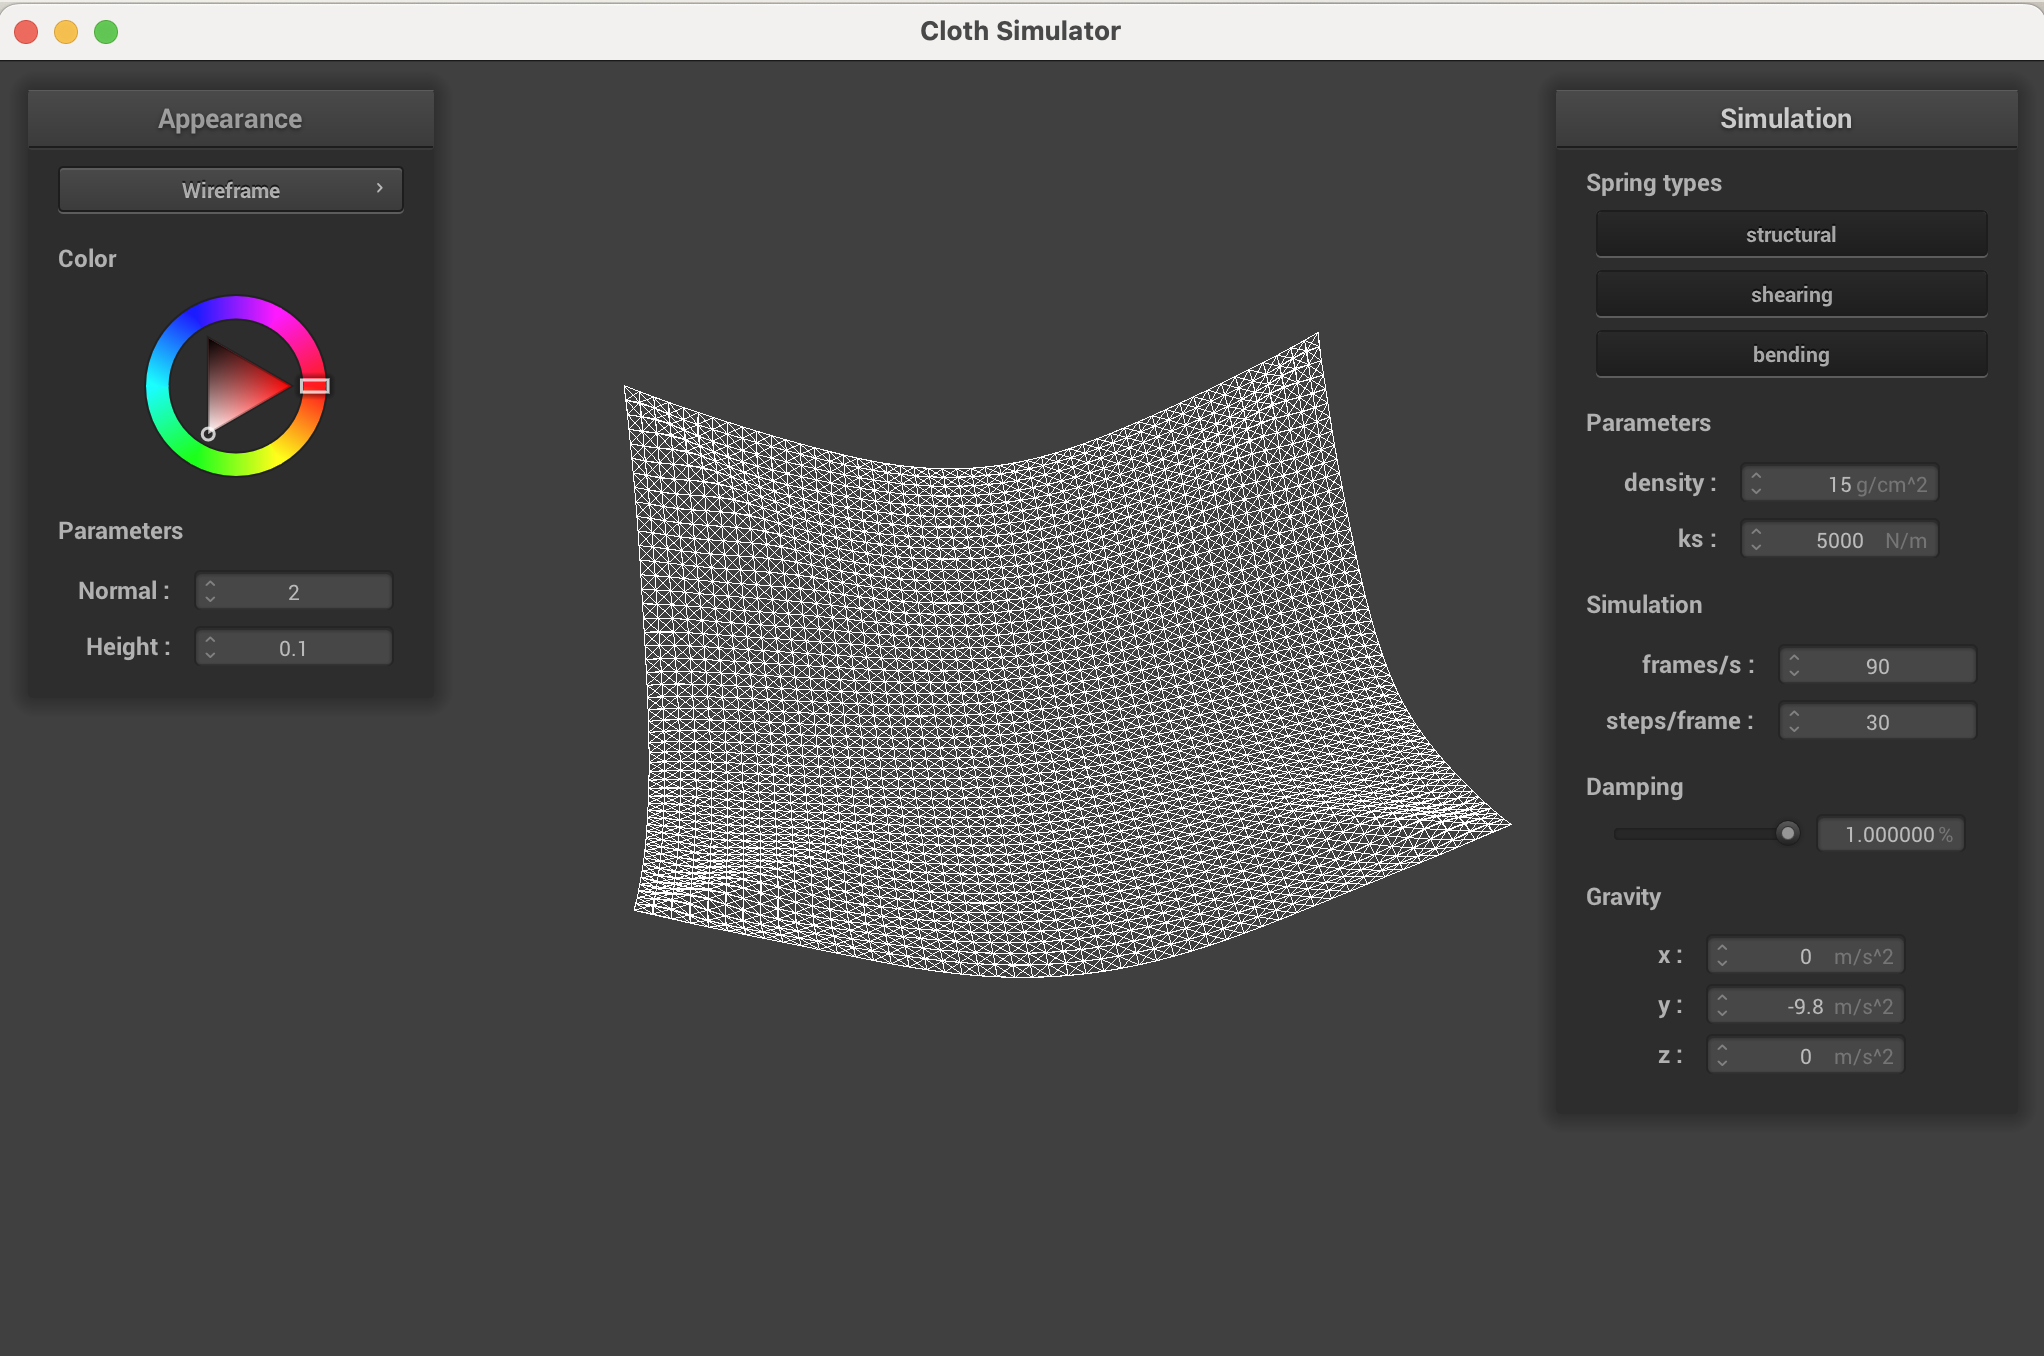 Cloth Simulator
Appearance
Wireframe
Color
Parameters
Normal : 2
Height : 0.1
Simulation
Spring types
structural
shearing
bending
Parameters
density : 15 g/cm^2
ks : 5000 N/m
Simulation
frames/s : 90
steps/frame : 30
Damping
1.000000 %
Gravity
x : 0 m/s^2
y : -9.8 m/s^2
z : 0 m/s^2